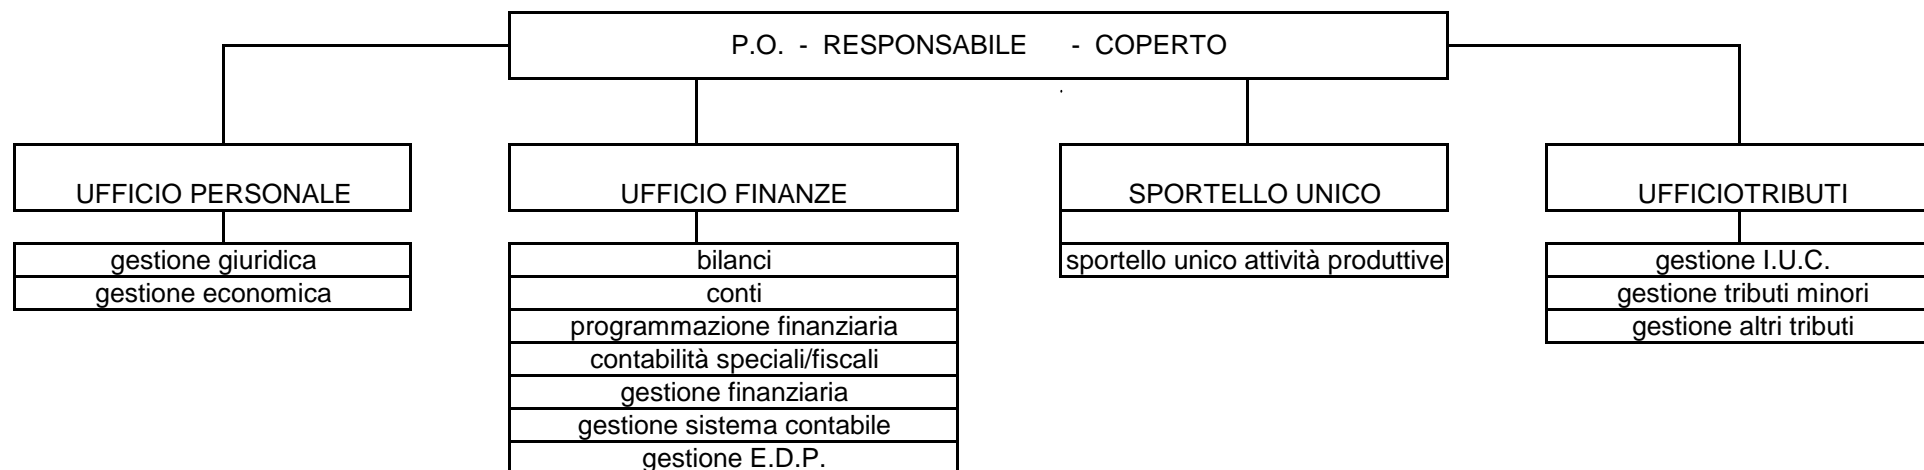 P.O. - RESPONSABILE - COPERTO
UFFICIO PERSONALE
UFFICIO FINANZE
SPORTELLO UNICO
UFFICIOTRIBUTI
gestione giuridica
gestione economica
bilanci
conti
programmazione finanziaria
contabilità speciali/fiscali
gestione finanziaria
gestione sistema contabile
gestione E.D.P.
sportello unico attività produttive
gestione I.U.C.
gestione tributi minori
gestione altri tributi